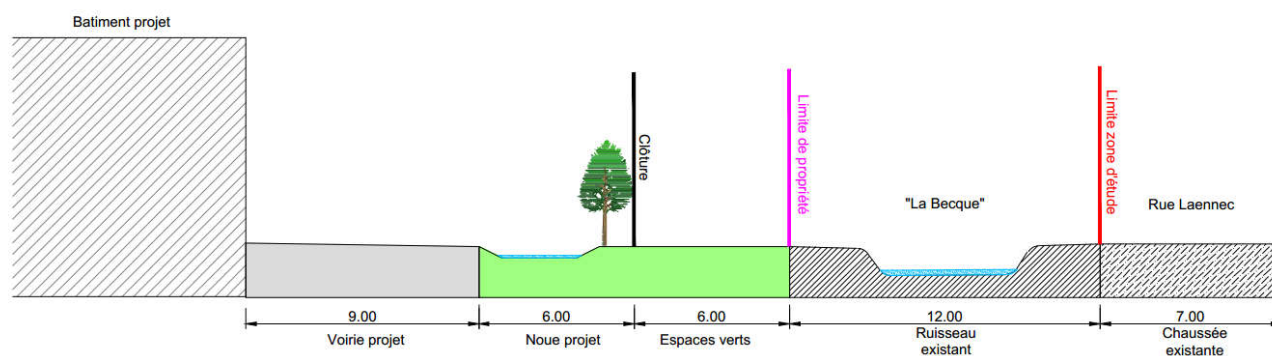 Batiment projet
Clôture
Limite de propriété
Limite zone d'étude
"La Becque"
Rue Laennec
9.00
6.00
6.00
12.00
7.00
Voirie projet
Noue projet
Espaces verts
Ruisseau
existant
Chaussée
existante